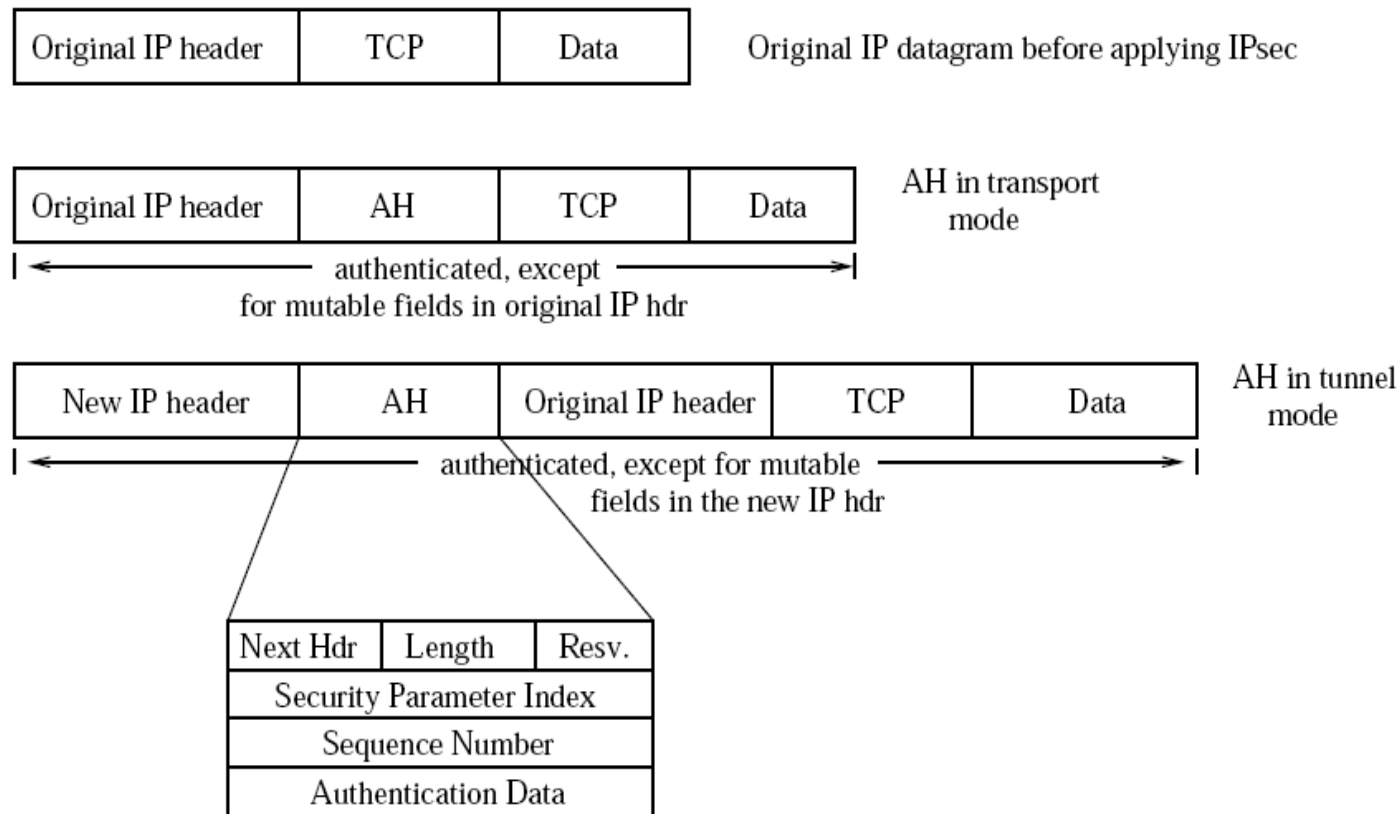 Original IP header TCP Data Original IP datagram before applying IPsec
Original IP header AH TCP Data AH in transport
mode
authenticated, except
for mutable fields in original IP hdr
New IP header AH Original IP header TCP Data AH in tunnel
mode
authenticated, except for mutable
fields in the new IP hdr
Next Hdr Length Resv.
Security Parameter Index
Sequence Number
Authentication Data